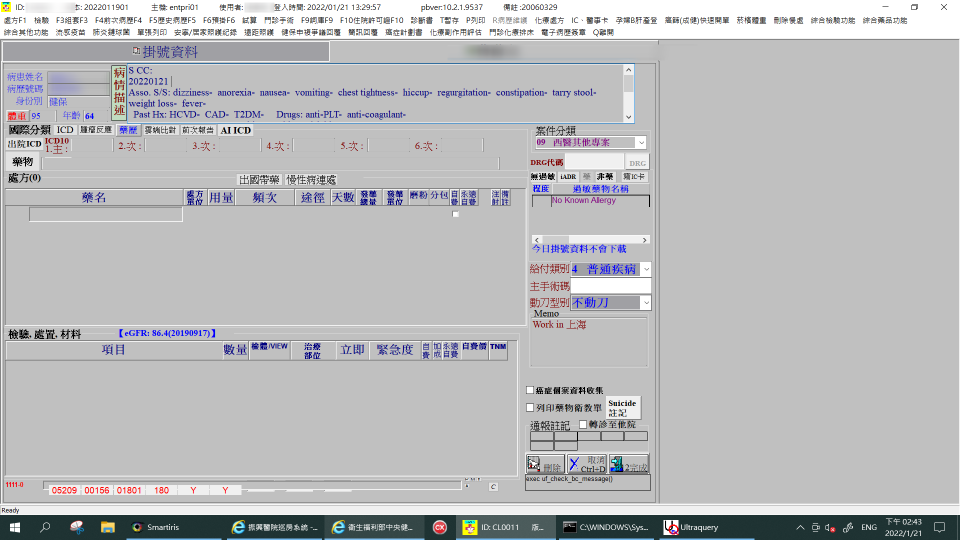 ID:
版: 2022011901
主機: entpri01
使用者:
登入時間: 2022/01/21 13:29:57
pbver:10.2.1.9537
備註:20060329
處方F1 檢驗 F3組套F3 F4前次病歷F4 F5歷史病歷F5 F6預掛F6 試算 門診手術 F9詞庫F9 F10住院許可證F10 診斷書 T暫存 P列印 R病歷據續 化療處方 IC、醫事卡 孕婦B肝產登 癌篩(成健)快速開單 菸檳體重 刪除餐處 綜合檢驗功能 綜合藥品功能
綜合其他功能 流感疫苗 肺炎鏈球菌 單張列印 安寧/居家照護紀錄 遠距照護 健保申複爭議回覆 簡訊回覆 癌症計劃書 化療副作用評估 門診化療排床 電子病歷簽章 Q離開
掛號資料
病患姓名
病歷號碼
身份別 健保
體重 95 年齡 64
病情描述
S CC:
20220121
Asso. S/S: dizziness- anorexia- nausea- vomiting- chest tightness- hiccup- regurgitation- constipation- tarry stool-
weight loss- fever-
Past Hx: HCVD- CAD- T2DM- Drugs: anti-PLT- anti-coagulant-
國際分類 ICD 腫瘤反應 藥歷 雲端比對 前次報告 AI ICD
出院ICD ICD10
1.主: 2.次: 3.次: 4.次: 5.次: 6.次:
藥物
處方(0)
出國帶藥 慢性病連處
藥名 處方單位 用量 頻次 途徑 天數 發藥總量 發藥單位 磨粉 分包 自費 永遠自費 注射 備註
案件分類
09 西醫其他專案
DRG代碼 DRG
無過敏 iADR 藥 非藥 寫IC卡
程度 過敏藥物名稱
No Known Allergy
今日掛號資料不會下載
給付類別 4 普通疾病
主手術碼
動刀型別 不動刀
Memo
Work in 上海
檢驗, 處置, 材料 【eGFR: 86.4(20190917)】
項目 數量 檢體/VIEW 治療部位 立即 緊急度 自費 加成 永遠自費 自費價 TNM
癌症個案資料收集
列印藥物衛教單
Suicide
註記
通報註記 轉診至他院
刪除
取消
Ctrl+D
F12完成
exec uf_check_bc_message()
1111-0
05209 00156 01801 180 Y Y
C
Ready
Smartiris
振興醫院巡房系統 -...
衛生福利部中央健...
CX
ID: CL0011 版...
C:\WINDOWS\Sys...
Ultraquery
ENG
下午 02:43
2022/1/21